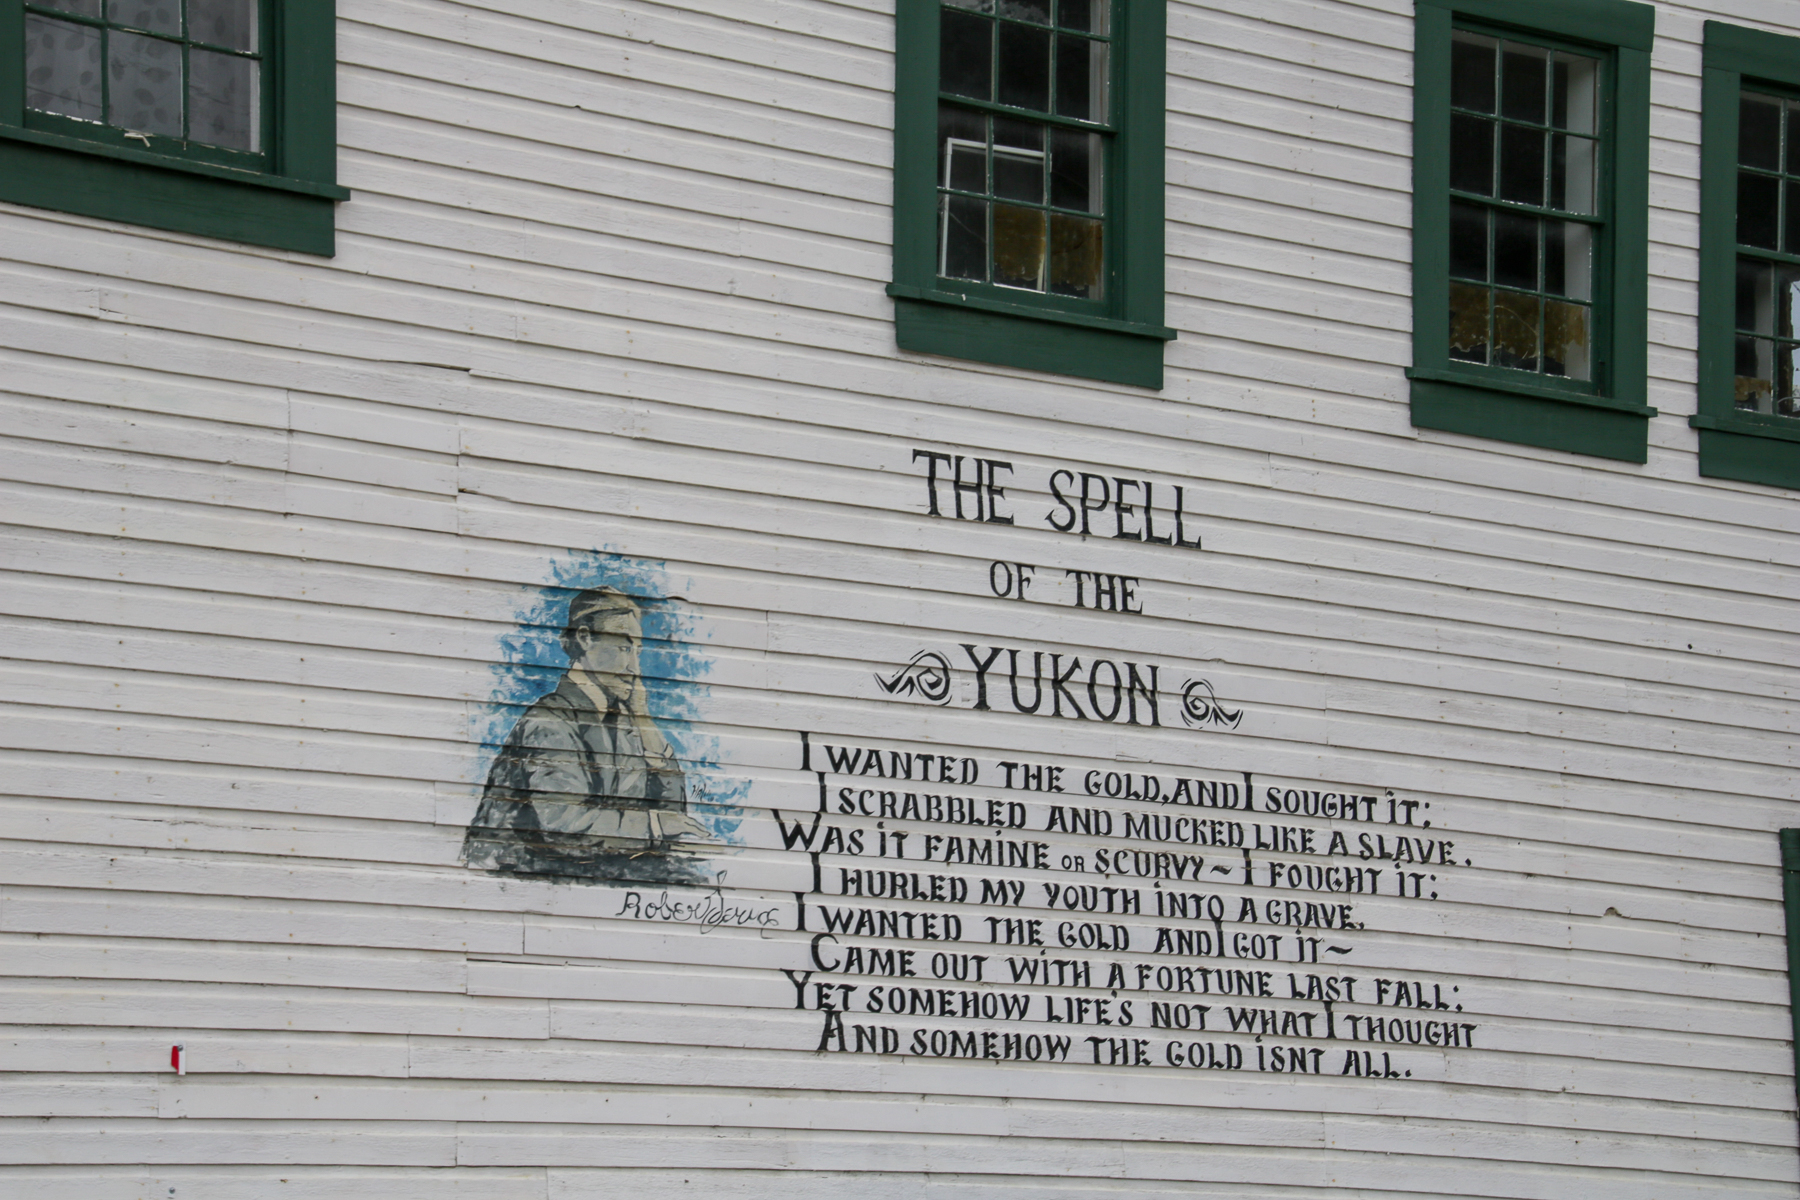 THE SPELL
OF THE
YUKON
I WANTED THE GOLD, AND I SOUGHT IT;
I SCRABBLED AND MUCKED LIKE A SLAVE.
WAS IT FAMINE OR SCURVY ~ I FOUGHT IT;
I HURLED MY YOUTH INTO A GRAVE.
I WANTED THE GOLD AND I GOT IT ~
CAME OUT WITH A FORTUNE LAST FALL;
YET SOMEHOW LIFE'S NOT WHAT I THOUGHT
AND SOMEHOW THE GOLD ISNT ALL.
Robert